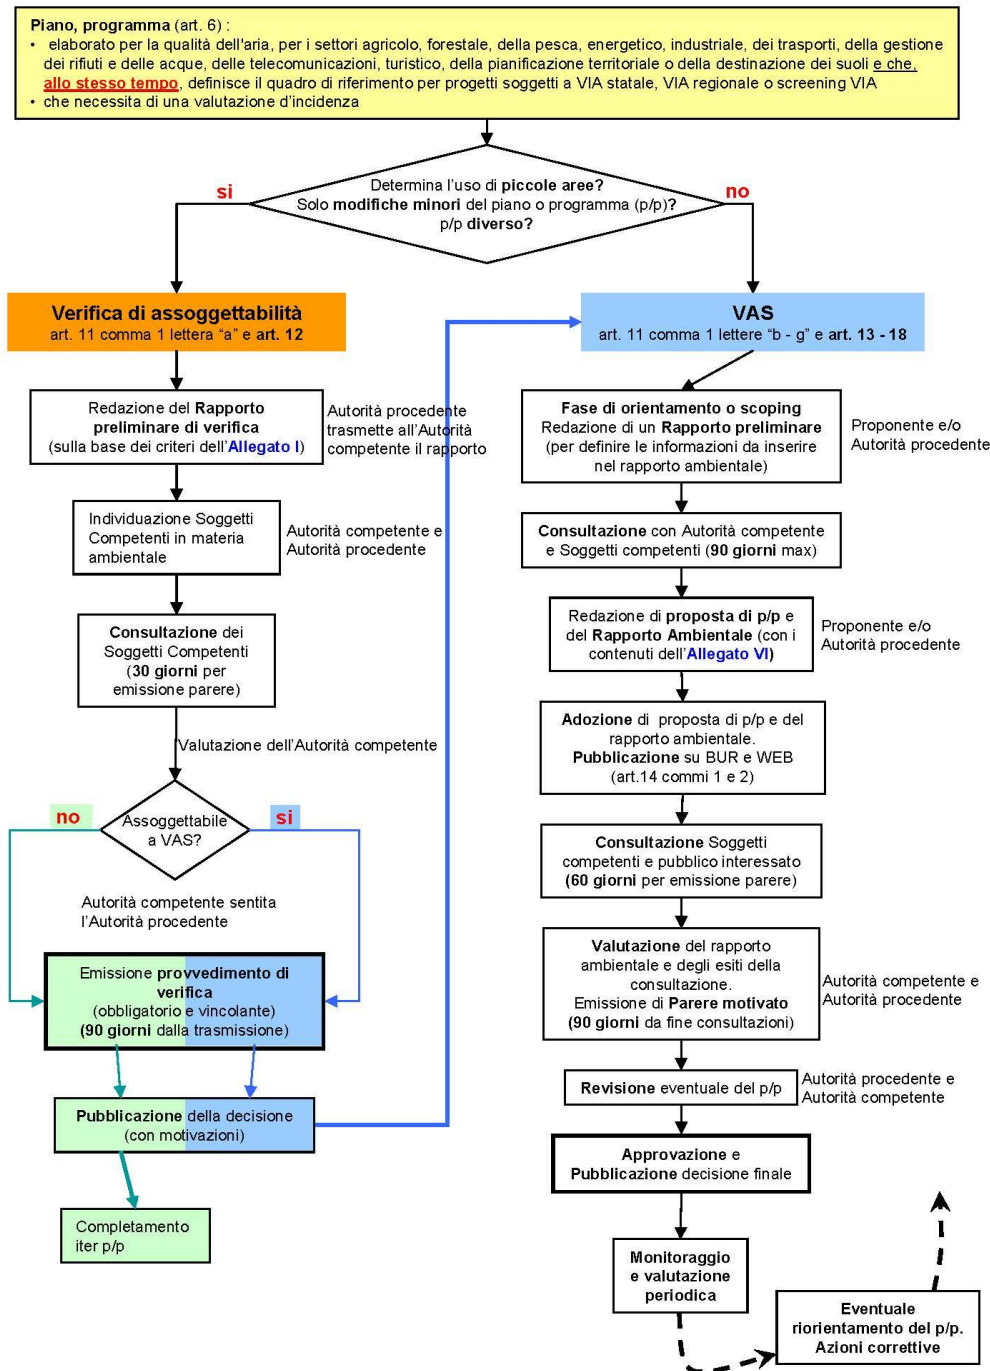 Piano, programma (art. 6) :
• elaborato per la qualità dell'aria, per i settori agricolo, forestale, della pesca, energetico, industriale, dei trasporti, della gestione
dei rifiuti e delle acque, delle telecomunicazioni, turistico, della pianificazione territoriale o della destinazione dei suoli e che,
allo stesso tempo, definisce il quadro di riferimento per progetti soggetti a VIA statale, VIA regionale o screening VIA
• che necessita di una valutazione d'incidenza
si
Determina l'uso di piccole aree?
Solo modifiche minori del piano o programma (p/p)?
p/p diverso?
no
Verifica di assoggettabilità
art. 11 comma 1 lettera "a" e art. 12
Redazione del Rapporto
preliminare di verifica
(sulla base dei criteri dell'Allegato I)
Autorità procedente
trasmette all'Autorità
competente il rapporto
Individuazione Soggetti
Competenti in materia
ambientale
Autorità competente e
Autorità procedente
Consultazione dei
Soggetti Competenti
(30 giorni per
emissione parere)
Valutazione dell'Autorità competente
no
Assoggettabile
a VAS?
si
Autorità competente sentita
l'Autorità procedente
Emissione provvedimento di
verifica
(obbligatorio e vincolante)
(90 giorni dalla trasmissione)
Pubblicazione della decisione
(con motivazioni)
Completamento
iter p/p
VAS
art. 11 comma 1 lettere "b - g" e art. 13 - 18
Fase di orientamento o scoping
Redazione di un Rapporto preliminare
(per definire le informazioni da inserire
nel rapporto ambientale)
Proponente e/o
Autorità procedente
Consultazione con Autorità competente
e Soggetti competenti (90 giorni max)
Redazione di proposta di p/p e
del Rapporto Ambientale (con i
contenuti dell'Allegato VI)
Proponente e/o
Autorità procedente
Adozione di proposta di p/p e del
rapporto ambientale.
Pubblicazione su BUR e WEB
(art.14 commi 1 e 2)
Consultazione Soggetti
competenti e pubblico interessato
(60 giorni per emissione parere)
Valutazione del rapporto
ambientale e degli esiti della
consultazione.
Emissione di Parere motivato
(90 giorni da fine consultazioni)
Autorità competente e
Autorità procedente
Revisione eventuale del p/p
Autorità procedente e
Autorità competente
Approvazione e
Pubblicazione decisione finale
Monitoraggio
e valutazione
periodica
Eventuale
riorientamento del p/p.
Azioni correttive